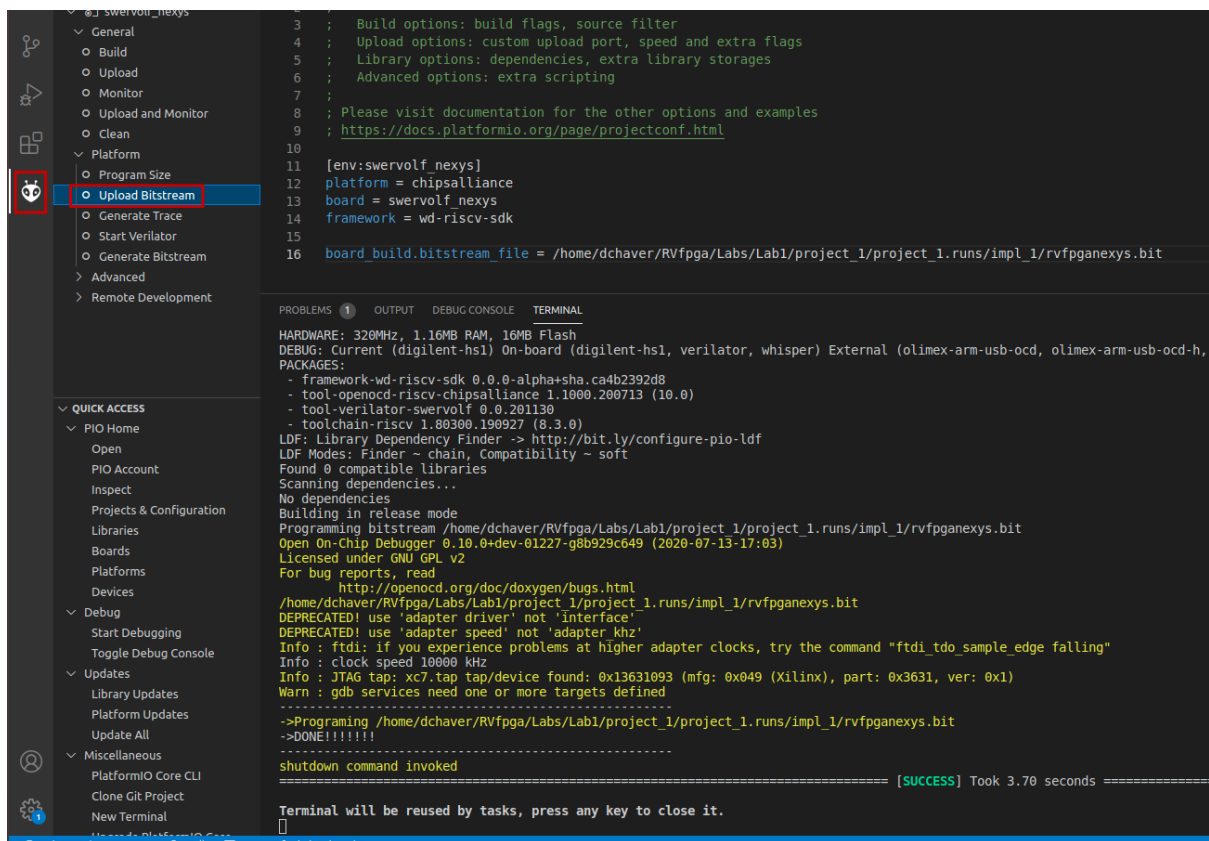 swervolf_nexys
General
Build
Upload
Monitor
Upload and Monitor
Clean
Platform
Program Size
Upload Bitstream
Generate Trace
Start Verilator
Generate Bitstream
Advanced
Remote Development
QUICK ACCESS
PIO Home
Open
PIO Account
Inspect
Projects & Configuration
Libraries
Boards
Platforms
Devices
Debug
Start Debugging
Toggle Debug Console
Updates
Library Updates
Platform Updates
Update All
Miscellaneous
PlatformIO Core CLI
Clone Git Project
New Terminal
Upgrade PlatformIO Core
1
2 ;
3 ;   Build options: build flags, source filter
4 ;   Upload options: custom upload port, speed and extra flags
5 ;   Library options: dependencies, extra library storages
6 ;   Advanced options: extra scripting
7 ;
8 ; Please visit documentation for the other options and examples
9 ; https://docs.platformio.org/page/projectconf.html
10
11 [env:swervolf_nexys]
12 platform = chipsalliance
13 board = swervolf_nexys
14 framework = wd-riscv-sdk
15
16 board_build.bitstream_file = /home/dchaver/RVfpga/Labs/Lab1/project_1/project_1.runs/impl_1/rvfpganexys.bit
PROBLEMS 1 OUTPUT DEBUG CONSOLE TERMINAL
HARDWARE: 320MHz, 1.16MB RAM, 16MB Flash
DEBUG: Current (digilent-hs1) On-board (digilent-hs1, verilator, whisper) External (olimex-arm-usb-ocd, olimex-arm-usb-ocd-h,
PACKAGES:
- framework-wd-riscv-sdk 0.0.0-alpha+sha.ca4b2392d8
- tool-openocd-riscv-chipsalliance 1.1000.200713 (10.0)
- tool-verilator-swervolf 0.0.201130
- toolchain-riscv 1.80300.190927 (8.3.0)
LDF: Library Dependency Finder -> http://bit.ly/configure-pio-ldf
LDF Modes: Finder ~ chain, Compatibility ~ soft
Found 0 compatible libraries
Scanning dependencies...
No dependencies
Building in release mode
Programming bitstream /home/dchaver/RVfpga/Labs/Lab1/project_1/project_1.runs/impl_1/rvfpganexys.bit
Open On-Chip Debugger 0.10.0+dev-01227-g8b929c649 (2020-07-13-17:03)
Licensed under GNU GPL v2
For bug reports, read
http://openocd.org/doc/doxygen/bugs.html
/home/dchaver/RVfpga/Labs/Lab1/project_1/project_1.runs/impl_1/rvfpganexys.bit
DEPRECATED! use 'adapter driver' not 'interface'
DEPRECATED! use 'adapter speed' not 'adapter_khz'
Info : ftdi: if you experience problems at higher adapter clocks, try the command "ftdi_tdo_sample_edge falling"
Info : clock speed 10000 kHz
Info : JTAG tap: xc7.tap tap/device found: 0x13631093 (mfg: 0x049 (Xilinx), part: 0x3631, ver: 0x1)
Warn : gdb services need one or more targets defined
-----------------------------------------------------
->Programing /home/dchaver/RVfpga/Labs/Lab1/project_1/project_1.runs/impl_1/rvfpganexys.bit
->DONE!!!!!!!
-----------------------------------------------------
shutdown command invoked
[SUCCESS] Took 3.70 seconds
Terminal will be reused by tasks, press any key to close it.